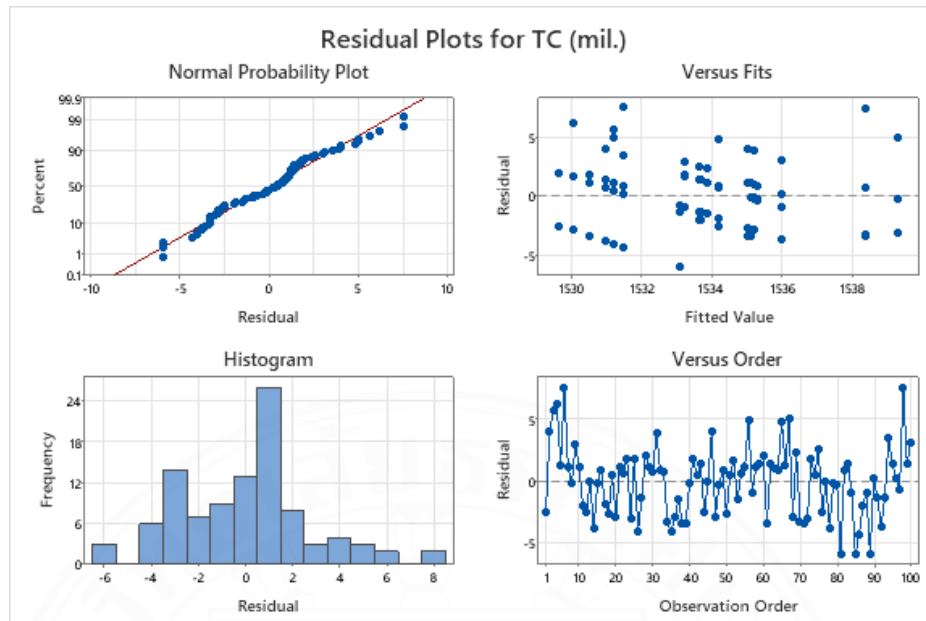 Residual Plots for TC (mil.)
Normal Probability Plot
99.9
99
90
50
10
1
0.1
Percent
-10 -5 0 5 10
Residual
Versus Fits
5
0
-5
Residual
1530 1532 1534 1536 1538
Fitted Value
Histogram
24
18
12
6
0
Frequency
-6 -4 -2 0 2 4 6 8
Residual
Versus Order
5
0
-5
Residual
1 10 20 30 40 50 60 70 80 90 100
Observation Order